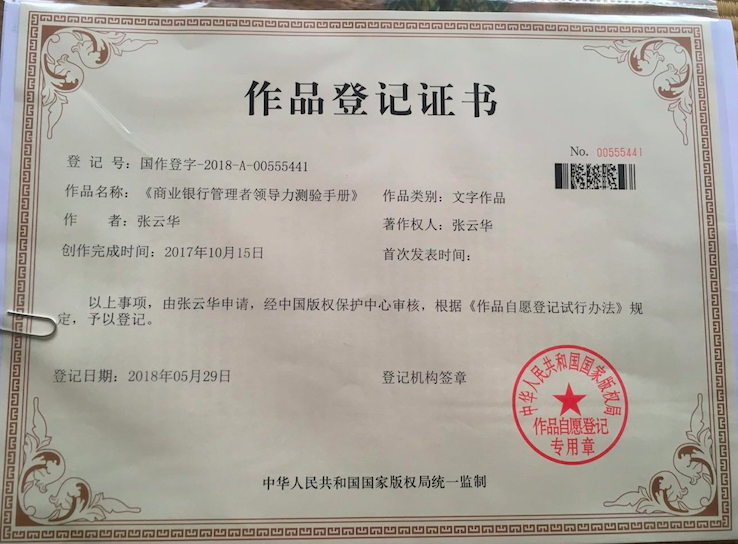 作品登记证书
No. 00555441
登 记 号：国作登字-2018-A-00555441
作品名称：《商业银行管理者领导力测验手册》 作品类别：文字作品
作 者：张云华 著作权人：张云华
创作完成时间：2017年10月15日 首次发表时间：
以上事项，由张云华申请，经中国版权保护中心审核，根据《作品自愿登记试行办法》规
定，予以登记。
登记日期：2018年05月29日 登记机构签章
中华人民共和国国家版权局
作品自愿登记
专用章
中华人民共和国国家版权局统一监制